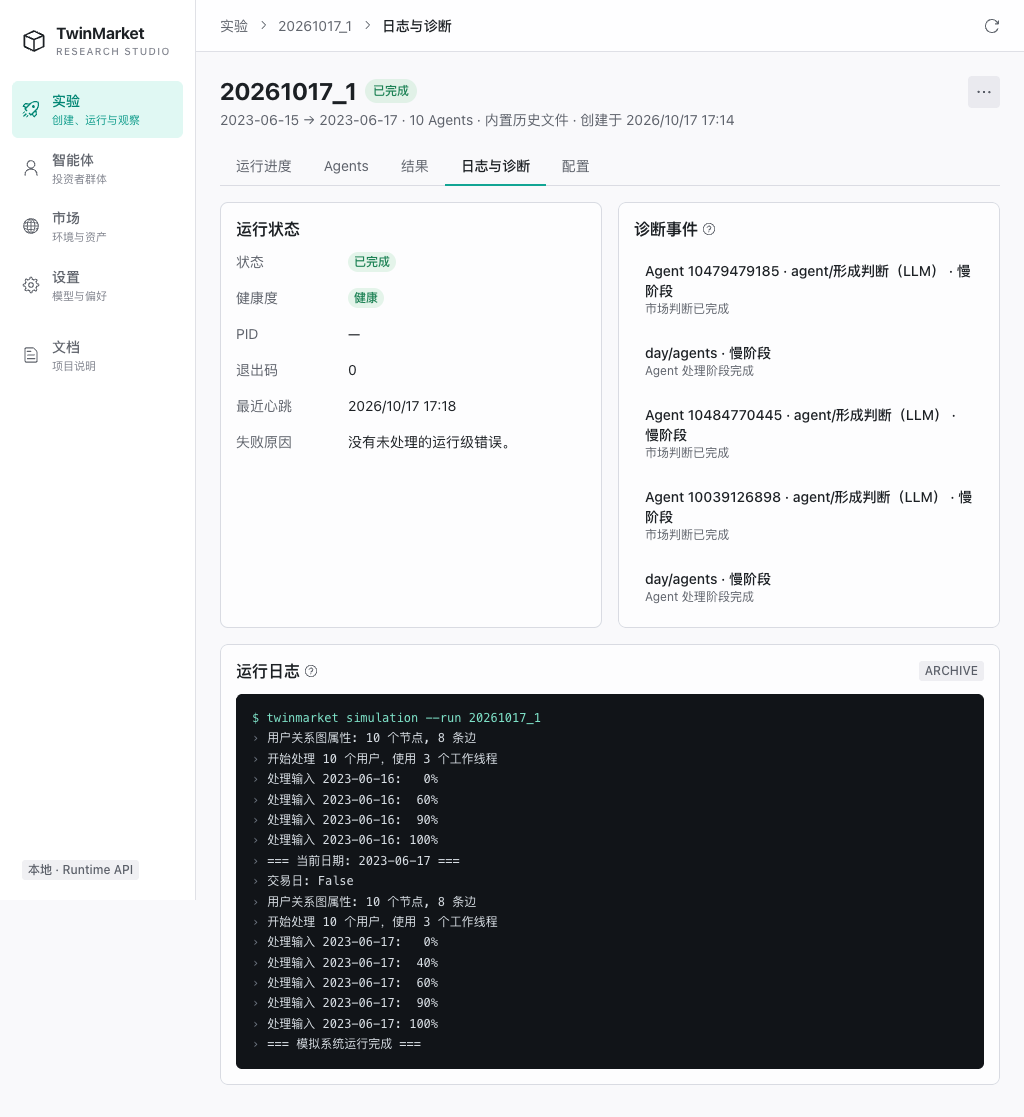 TwinMarket
RESEARCH STUDIO
实验
创建、运行与观察
智能体
投资者群体
市场
环境与资产
设置
模型与偏好
文档
项目说明
本地 · Runtime API
实验 > 20261017_1 > 日志与诊断
20261017_1 已完成
2023-06-15 → 2023-06-17 · 10 Agents · 内置历史文件 · 创建于 2026/10/17 17:14
运行进度 Agents 结果 日志与诊断 配置
运行状态
状态 已完成
健康度 健康
PID —
退出码 0
最近心跳 2026/10/17 17:18
失败原因 没有未处理的运行级错误。
诊断事件
Agent 10479479185 · agent/形成判断（LLM） · 慢
阶段
市场判断已完成
day/agents · 慢阶段
Agent 处理阶段完成
Agent 10484770445 · agent/形成判断（LLM） ·
慢阶段
市场判断已完成
Agent 10039126898 · agent/形成判断（LLM） · 慢
阶段
市场判断已完成
day/agents · 慢阶段
Agent 处理阶段完成
运行日志
ARCHIVE
$ twinmarket simulation --run 20261017_1
› 用户关系图属性: 10 个节点, 8 条边
› 开始处理 10 个用户，使用 3 个工作线程
› 处理输入 2023-06-16:   0%
› 处理输入 2023-06-16:  60%
› 处理输入 2023-06-16:  90%
› 处理输入 2023-06-16: 100%
› === 当前日期: 2023-06-17 ===
› 交易日: False
› 用户关系图属性: 10 个节点, 8 条边
› 开始处理 10 个用户，使用 3 个工作线程
› 处理输入 2023-06-17:   0%
› 处理输入 2023-06-17:  40%
› 处理输入 2023-06-17:  60%
› 处理输入 2023-06-17:  90%
› 处理输入 2023-06-17: 100%
› === 模拟系统运行完成 ===